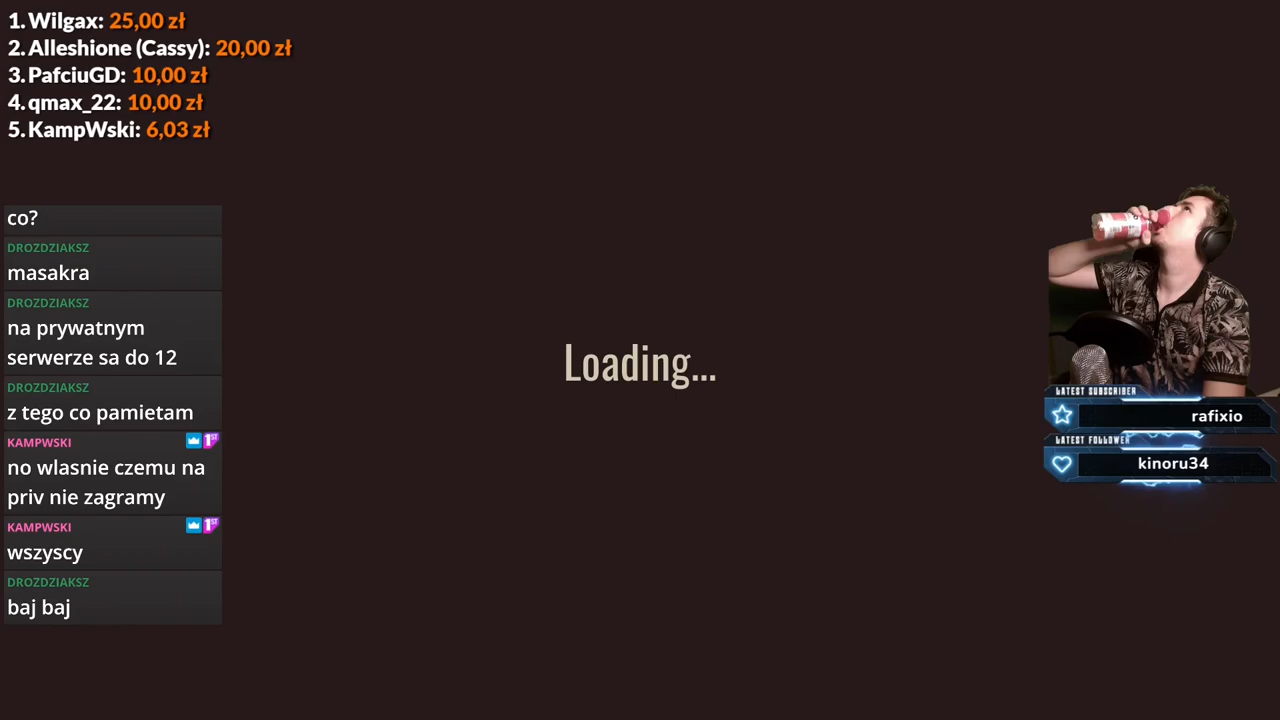 1. Wilgax: 25,00 zł
2. Alleshione (Cassy): 20,00 zł
3. PafciuGD: 10,00 zł
4. qmax_22: 10,00 zł
5. KampWski: 6,03 zł
co?
DROZDZIAKSZ
masakra
DROZDZIAKSZ
na prywatnym
serwerze sa do 12
DROZDZIAKSZ
z tego co pamietam
KAMPWSKI 1ST
no wlasnie czemu na
priv nie zagramy
KAMPWSKI 1ST
wszyscy
DROZDZIAKSZ
baj baj
Loading...
LATEST SUBSCRIBER
rafixio
LATEST FOLLOWER
kinoru34